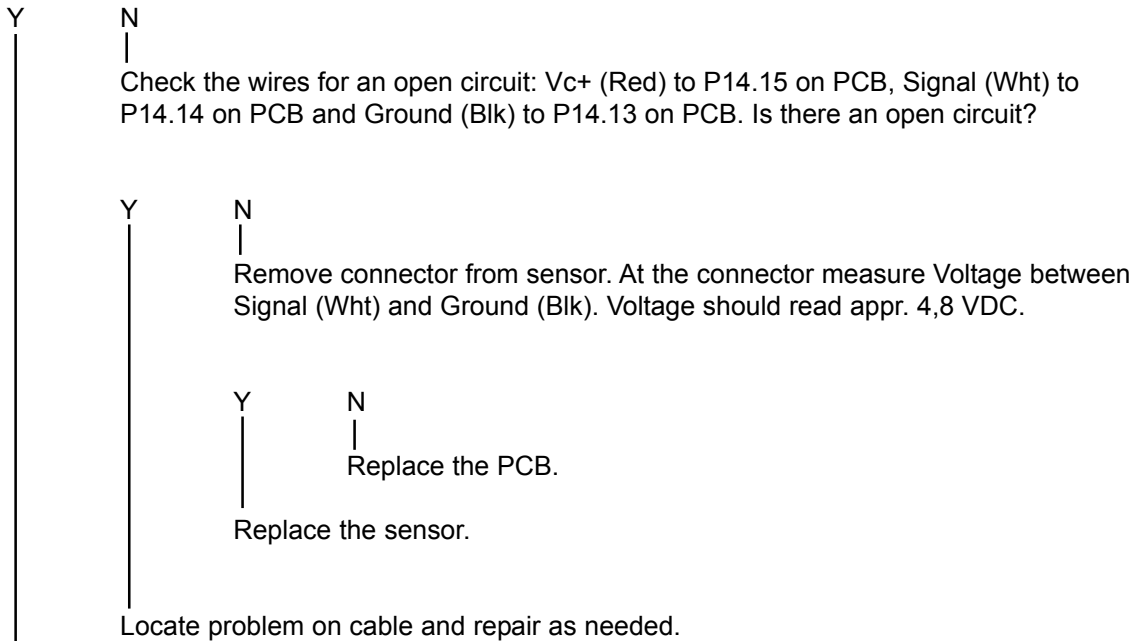 Y N
Check the wires for an open circuit: Vc+ (Red) to P14.15 on PCB, Signal (Wht) to
P14.14 on PCB and Ground (Blk) to P14.13 on PCB. Is there an open circuit?
Y N
Remove connector from sensor. At the connector measure Voltage between
Signal (Wht) and Ground (Blk). Voltage should read appr. 4,8 VDC.
Y N
Replace the PCB.
Replace the sensor.
Locate problem on cable and repair as needed.